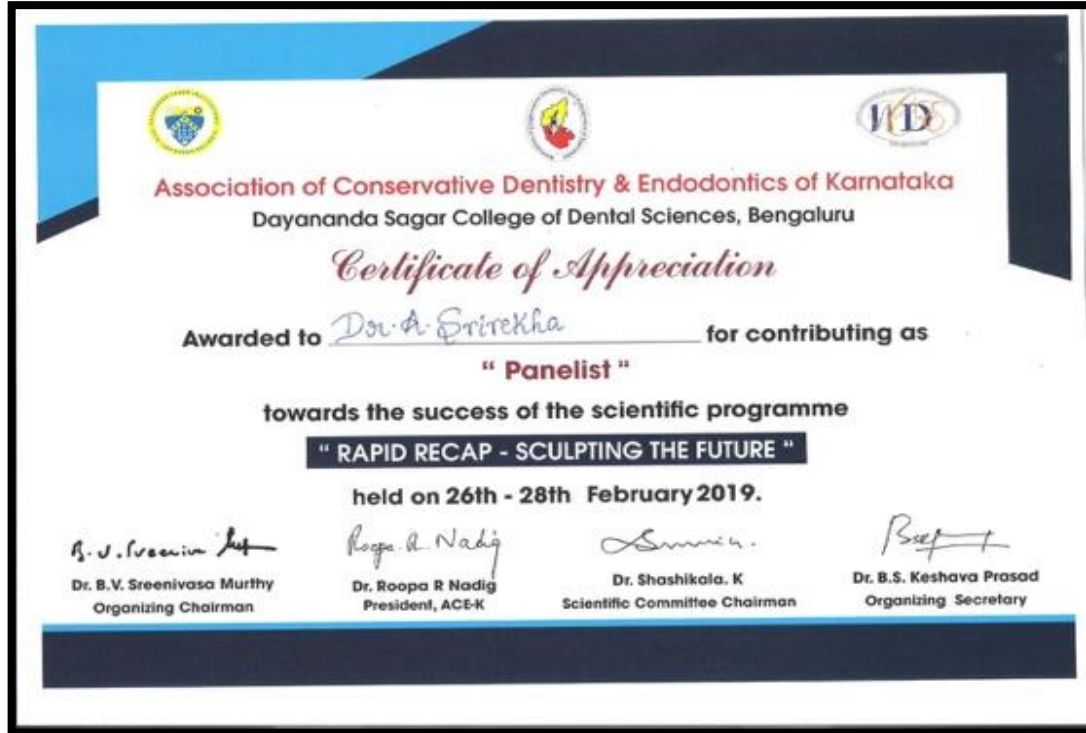 Association of Conservative Dentistry & Endodontics of Karnataka
Dayananda Sagar College of Dental Sciences, Bengaluru
Certificate of Appreciation
Awarded to Dr. A. Srirekha for contributing as
“ Panelist “
towards the success of the scientific programme
“ RAPID RECAP - SCULPTING THE FUTURE “
held on 26th - 28th February 2019.
Roopa R. Nadig
Dr. B.V. Sreenivasa Murthy
Organizing Chairman
Dr. Roopa R Nadig
President, ACE-K
Dr. Shashikala. K
Scientific Committee Chairman
Dr. B.S. Keshava Prasad
Organizing Secretary